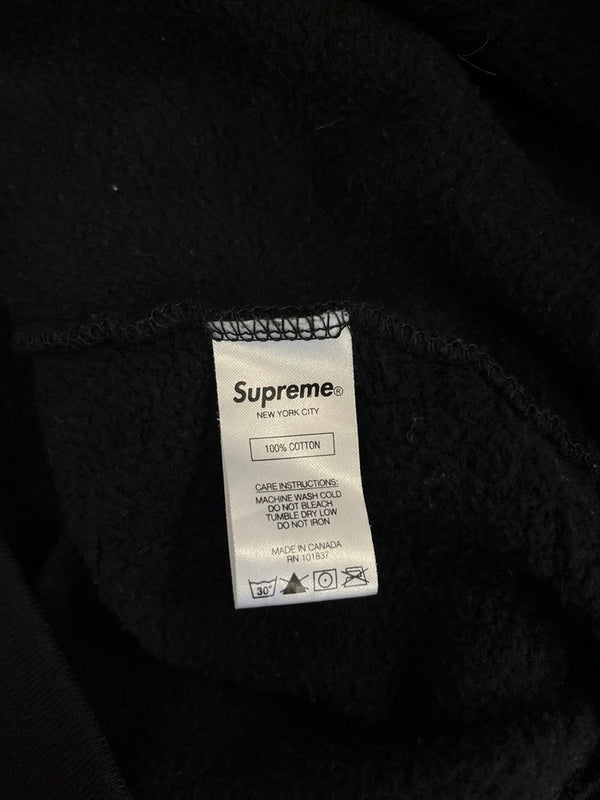 Supreme®
NEW YORK CITY
100% COTTON
CARE INSTRUCTIONS:
MACHINE WASH COLD
DO NOT BLEACH
TUMBLE DRY LOW
DO NOT IRON
MADE IN CANADA
RN 101837
30°